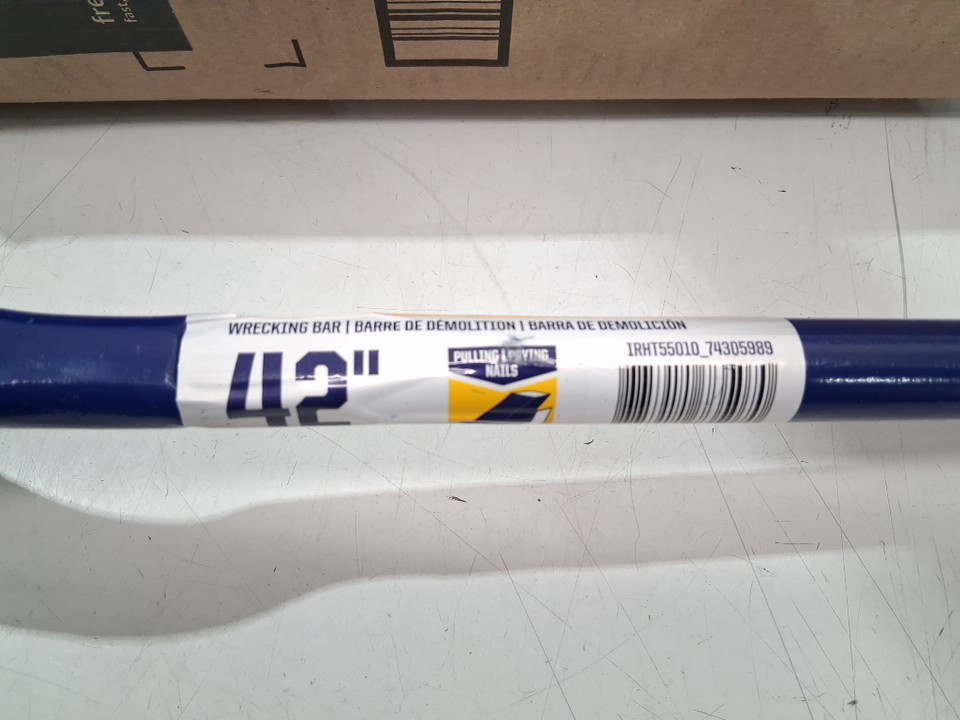 WRECKING BAR | BARRE DE DÉMOLITION | BARRA DE DEMOLICIÓN
42"
PULLING | PRYING
NAILS
IRHT55010_74305989